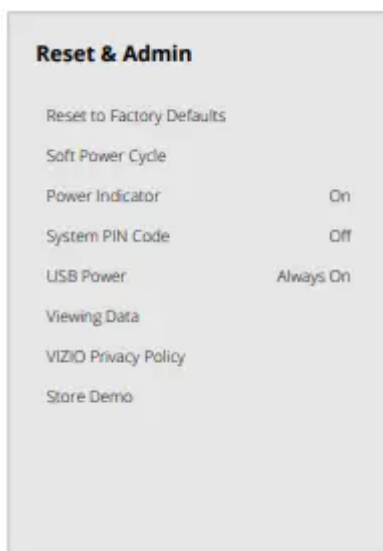 Reset & Admin
Reset to Factory Defaults
Soft Power Cycle
Power Indicator On
System PIN Code Off
USB Power Always On
Viewing Data
VIZIO Privacy Policy
Store Demo